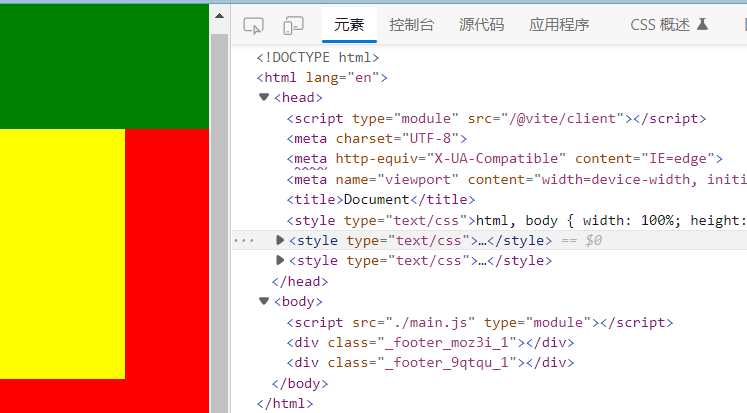 元素 控制台 源代码 应用程序 CSS 概述
<!DOCTYPE html>
<html lang="en">
<head>
<script type="module" src="/@vite/client"></script>
<meta charset="UTF-8">
<meta http-equiv="X-UA-Compatible" content="IE=edge">
<meta name="viewport" content="width=device-width, initi
<title>Document</title>
<style type="text/css">html, body { width: 100%; height:
··· <style type="text/css">…</style> == $0
<style type="text/css">…</style>
</head>
<body>
<script src="./main.js" type="module"></script>
<div class="_footer_moz3i_1"></div>
<div class="_footer_9qtqu_1"></div>
</body>
</html>